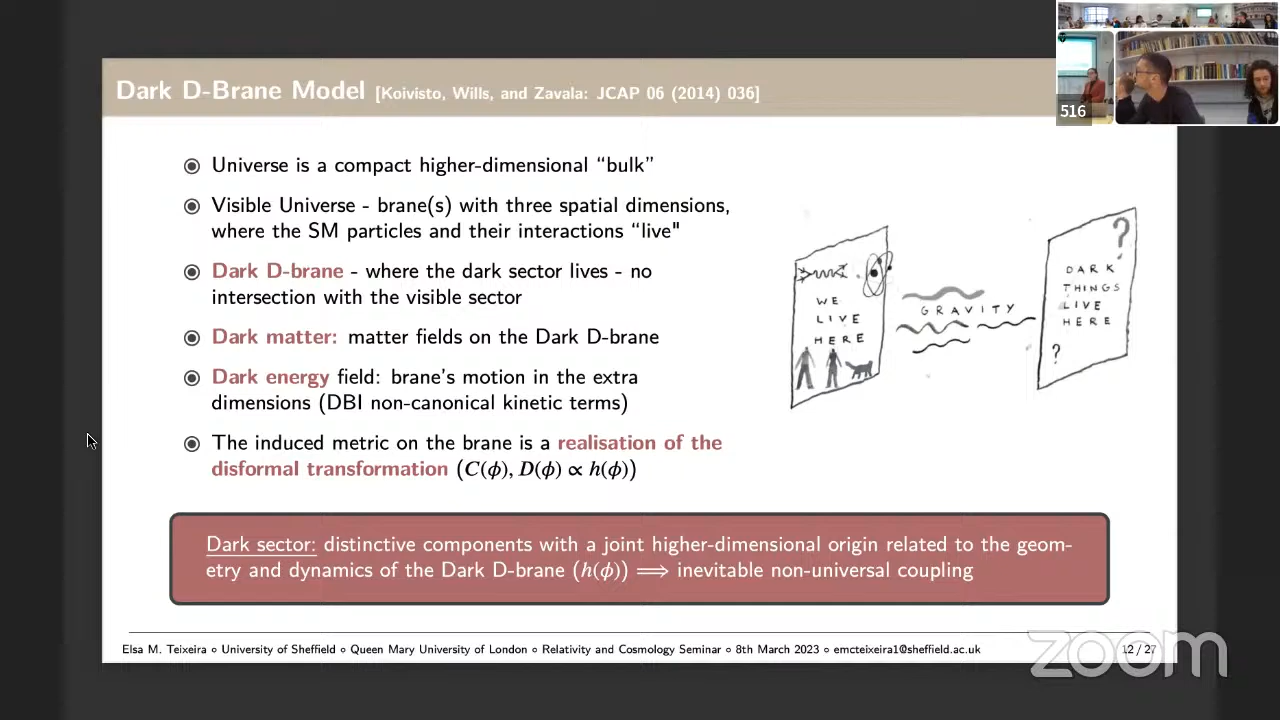 Dark D-Brane Model [Koivisto, Wills, and Zavala: JCAP 06 (2014) 036]
516
Universe is a compact higher-dimensional “bulk”
Visible Universe - brane(s) with three spatial dimensions,
where the SM particles and their interactions “live"
Dark D-brane - where the dark sector lives - no
intersection with the visible sector
Dark matter: matter fields on the Dark D-brane
Dark energy field: brane’s motion in the extra
dimensions (DBI non-canonical kinetic terms)
The induced metric on the brane is a realisation of the
disformal transformation (C(ϕ), D(ϕ) ∝ h(ϕ))
WE
LIVE
HERE
GRAVITY
?
DARK
THINGS
LIVE
HERE
?
Dark sector: distinctive components with a joint higher-dimensional origin related to the geom-
etry and dynamics of the Dark D-brane (h(ϕ)) ⟹ inevitable non-universal coupling
Elsa M. Teixeira ∘ University of Sheffield ∘ Queen Mary University of London ∘ Relativity and Cosmology Seminar ∘ 8th March 2023 ∘ emcteixeira1@sheffield.ac.uk
12 / 27
zoom